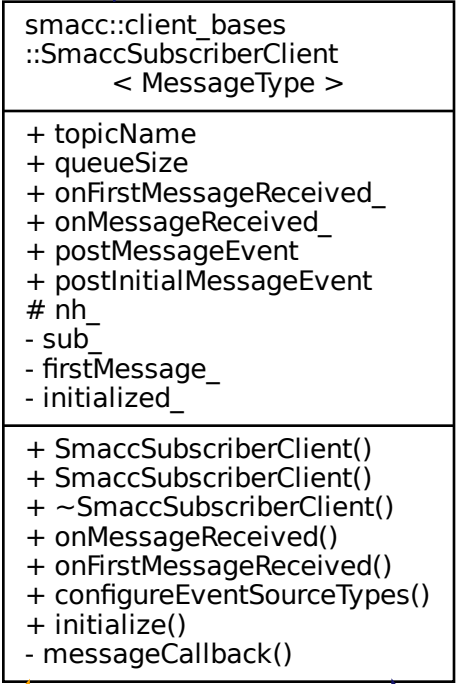 smacc::client_bases
::SmaccSubscriberClient
< MessageType >
+ topicName
+ queueSize
+ onFirstMessageReceived_
+ onMessageReceived_
+ postMessageEvent
+ postInitialMessageEvent
# nh_
- sub_
- firstMessage_
- initialized_
+ SmaccSubscriberClient()
+ SmaccSubscriberClient()
+ ~SmaccSubscriberClient()
+ onMessageReceived()
+ onFirstMessageReceived()
+ configureEventSourceTypes()
+ initialize()
- messageCallback()